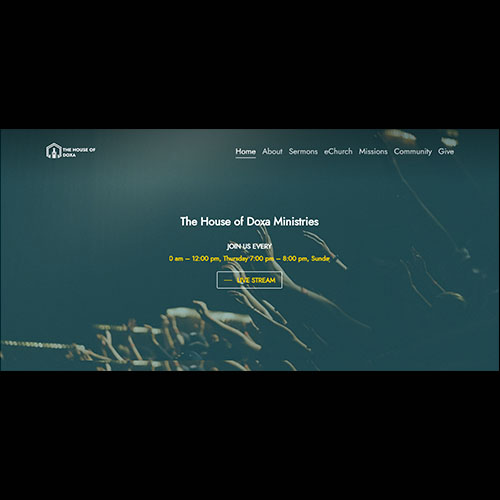 THE HOUSE OF
DOXA
Home About Sermons eChurch Missions Community Give
The House of Doxa Ministries
JOIN US EVERY
0 am – 12:00 pm, Thursday 7:00 pm – 8:00 pm, Sunda
LIVE STREAM